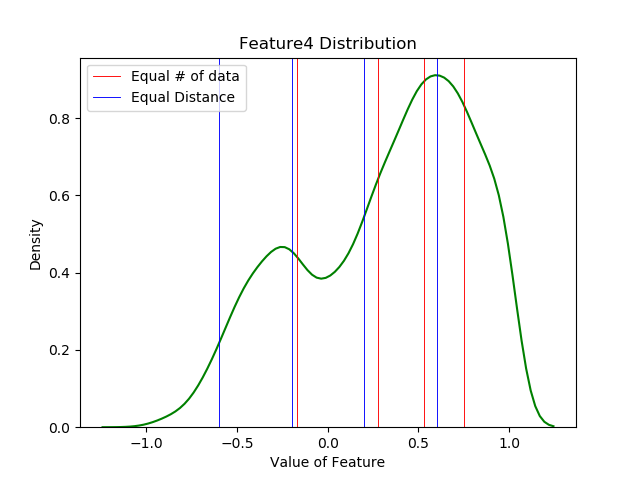 Feature4 Distribution
Equal # of data
Equal Distance
Density
0.8
0.6
0.4
0.2
0.0
−1.0 −0.5 0.0 0.5 1.0
Value of Feature